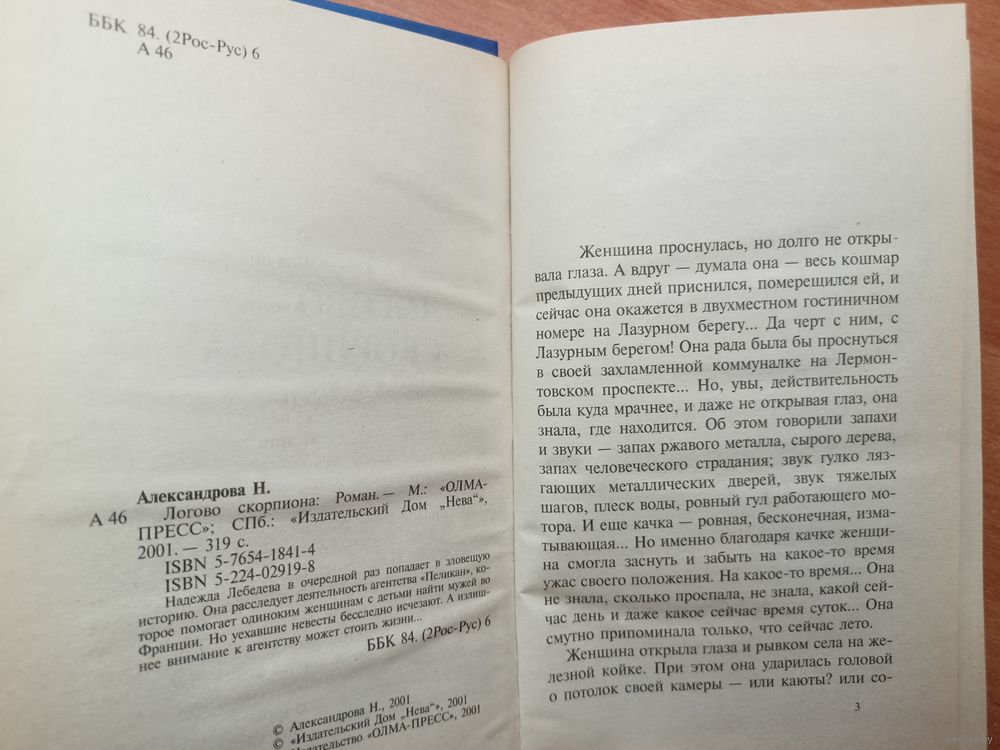 ББК 84. (2Рос-Рус) 6
А 46
Александрова Н.
А 46 Логово скорпиона: Роман. — М.: «ОЛМА-
ПРЕСС»; СПб.: «Издательский Дом „Нева“»,
2001. — 319 с.
ISBN 5-7654-1841-4
ISBN 5-224-02919-8
Надежда Лебедева в очередной раз попадает в зловещую
историю. Она расследует деятельность агентства «Пеликан», ко-
торое помогает одиноким женщинам с детьми найти мужей во
Франции. Но уехавшие невесты бесследно исчезают. А излиш-
нее внимание к агентству может стоить жизни...
ББК 84. (2Рос-Рус) 6
© Александрова Н., 2001
© «Издательский Дом „Нева“», 2001
© Издательство «ОЛМА-ПРЕСС», 2001
Женщина проснулась, но долго не откры-
вала глаза. А вдруг — думала она — весь кошмар
предыдущих дней приснился, померещился ей, и
сейчас она окажется в двухместном гостиничном
номере на Лазурном берегу... Да черт с ним, с
Лазурным берегом! Она рада была бы проснуться
в своей захламленной коммуналке на Лермон-
товском проспекте... Но, увы, действительность
была куда мрачнее, и даже не открывая глаз, она
знала, где находится. Об этом говорили запахи
и звуки — запах ржавого металла, сырого дерева,
запах человеческого страдания; звук гулко ляз-
гающих металлических дверей, звук тяжелых
шагов, плеск воды, ровный гул работающего мо-
тора. И еще качка — ровная, бесконечная, изма-
тывающая... Но именно благодаря качке женщи-
на смогла заснуть и забыть на какое-то время
ужас своего положения. На какое-то время... Она
не знала, сколько проспала, не знала, какой сей-
час день и даже какое сейчас время суток... Она
смутно припоминала только, что сейчас лето.
Женщина открыла глаза и рывком села на же-
лезной койке. При этом она ударилась головой
о потолок своей камеры — или каюты? или со-
3